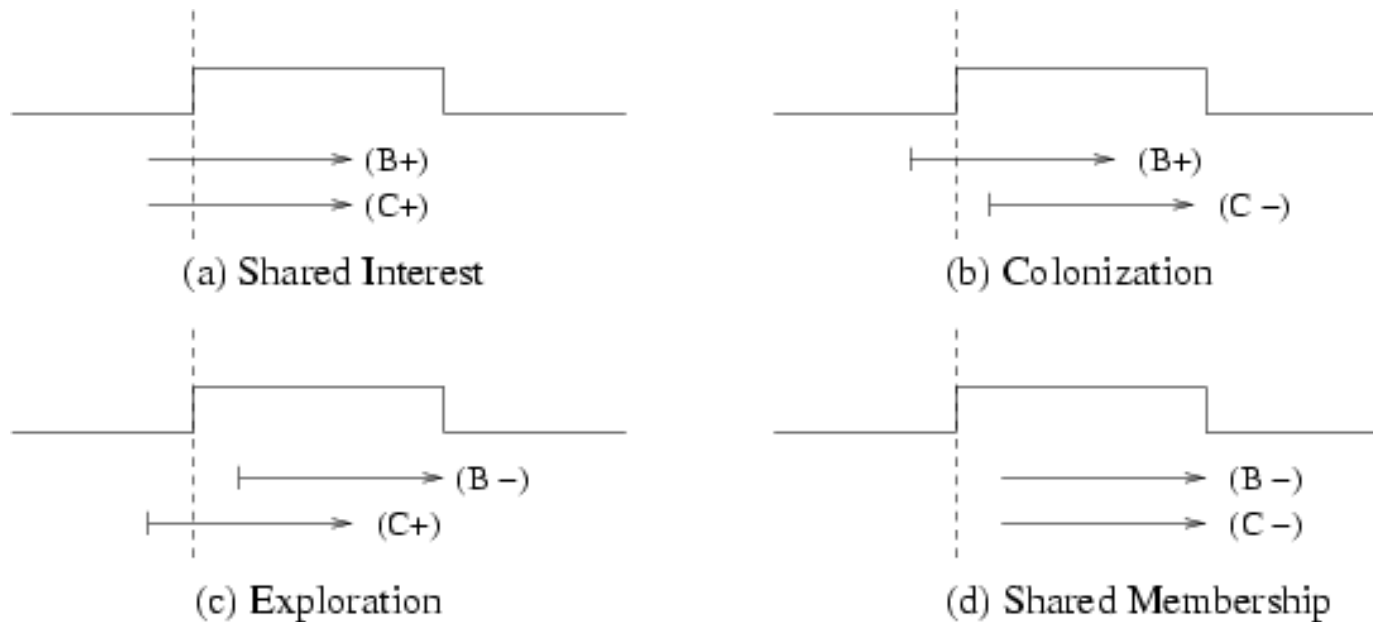 (B+)
(C+)
(a) Shared Interest
(B+)
(C −)
(b) Colonization
(B −)
(C+)
(c) Exploration
(B −)
(C −)
(d) Shared Membership